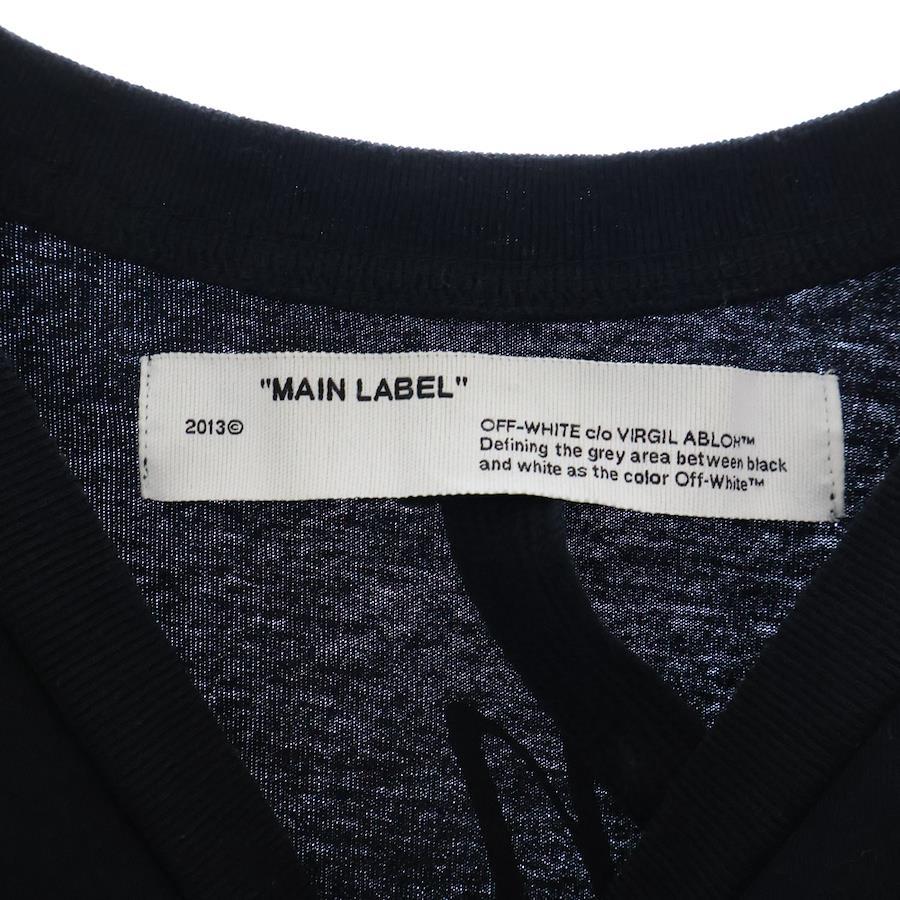 "MAIN LABEL"
2013©
OFF-WHITE c/o VIRGIL ABLOH™
Defining the grey area between black
and white as the color Off-White™